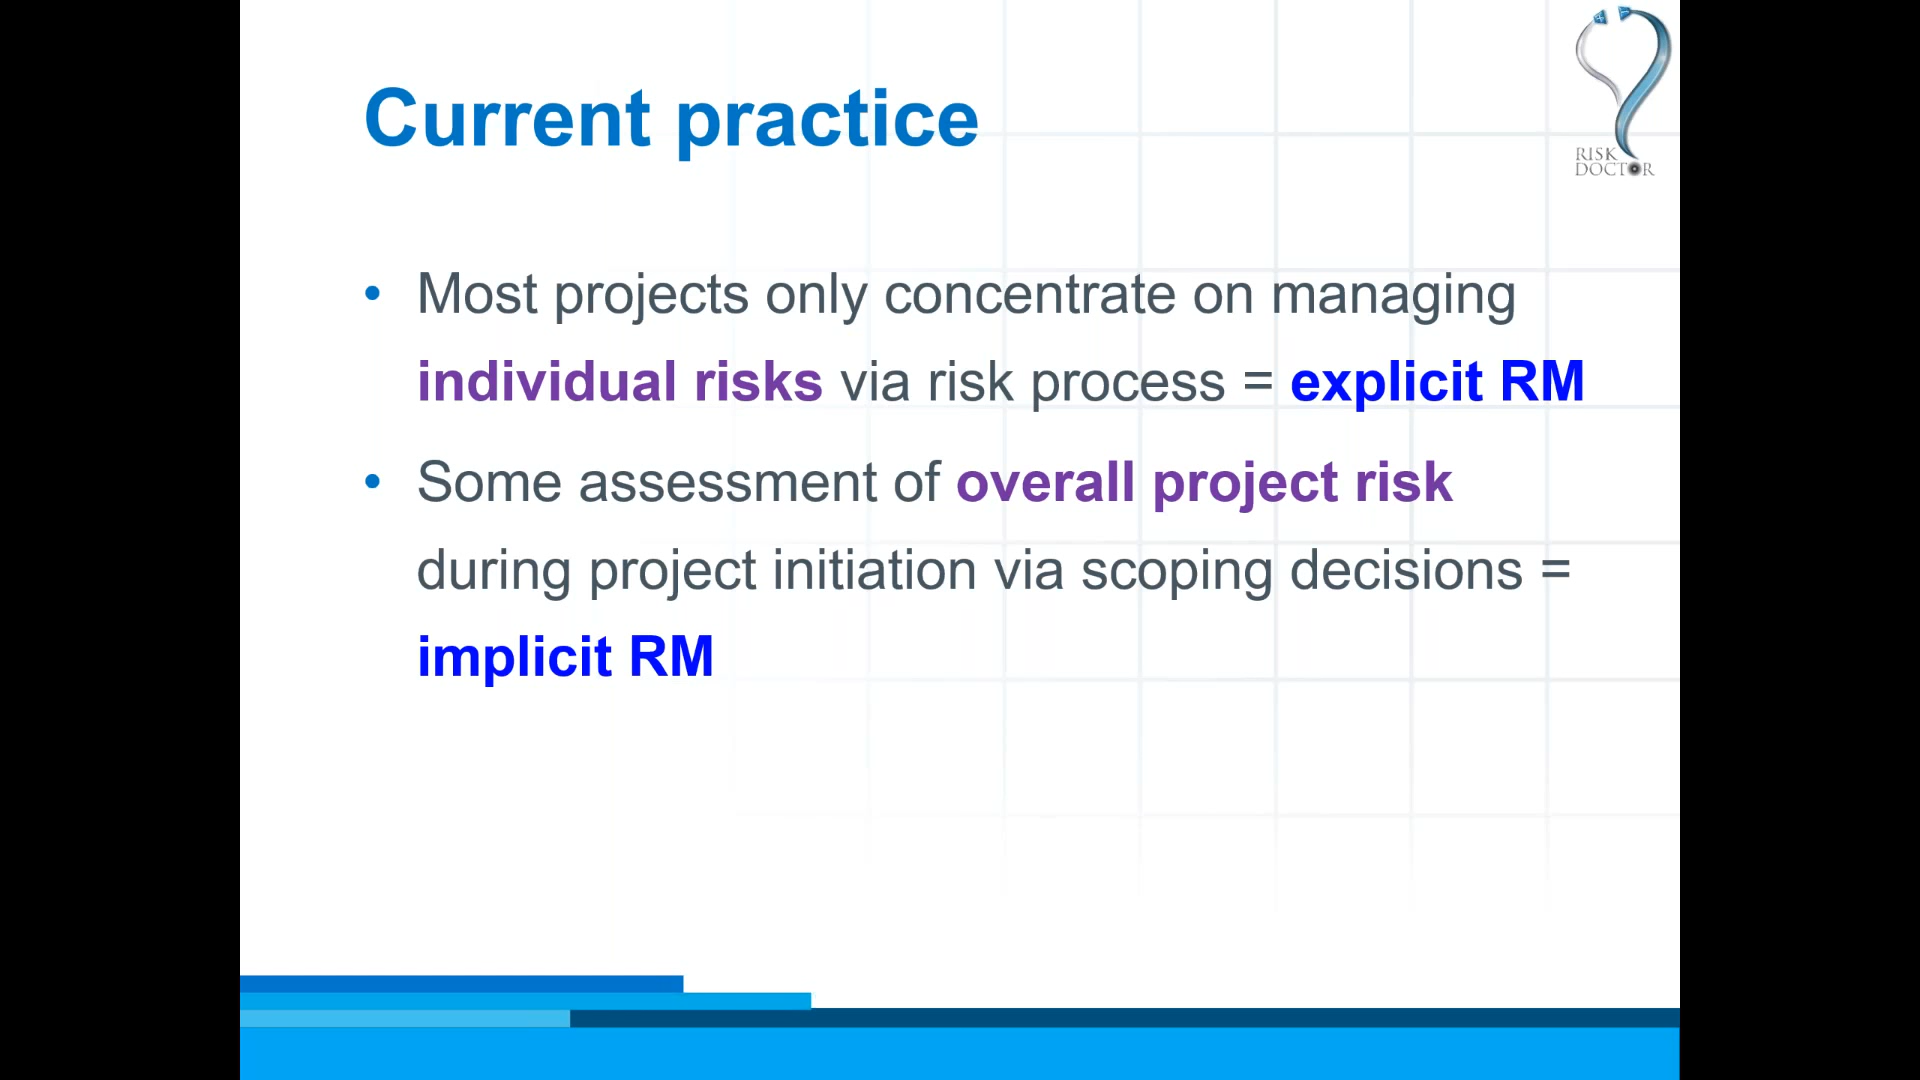 Current practice
RISK
DOCTOR
• Most projects only concentrate on managing
individual risks via risk process = explicit RM
• Some assessment of overall project risk
during project initiation via scoping decisions =
implicit RM